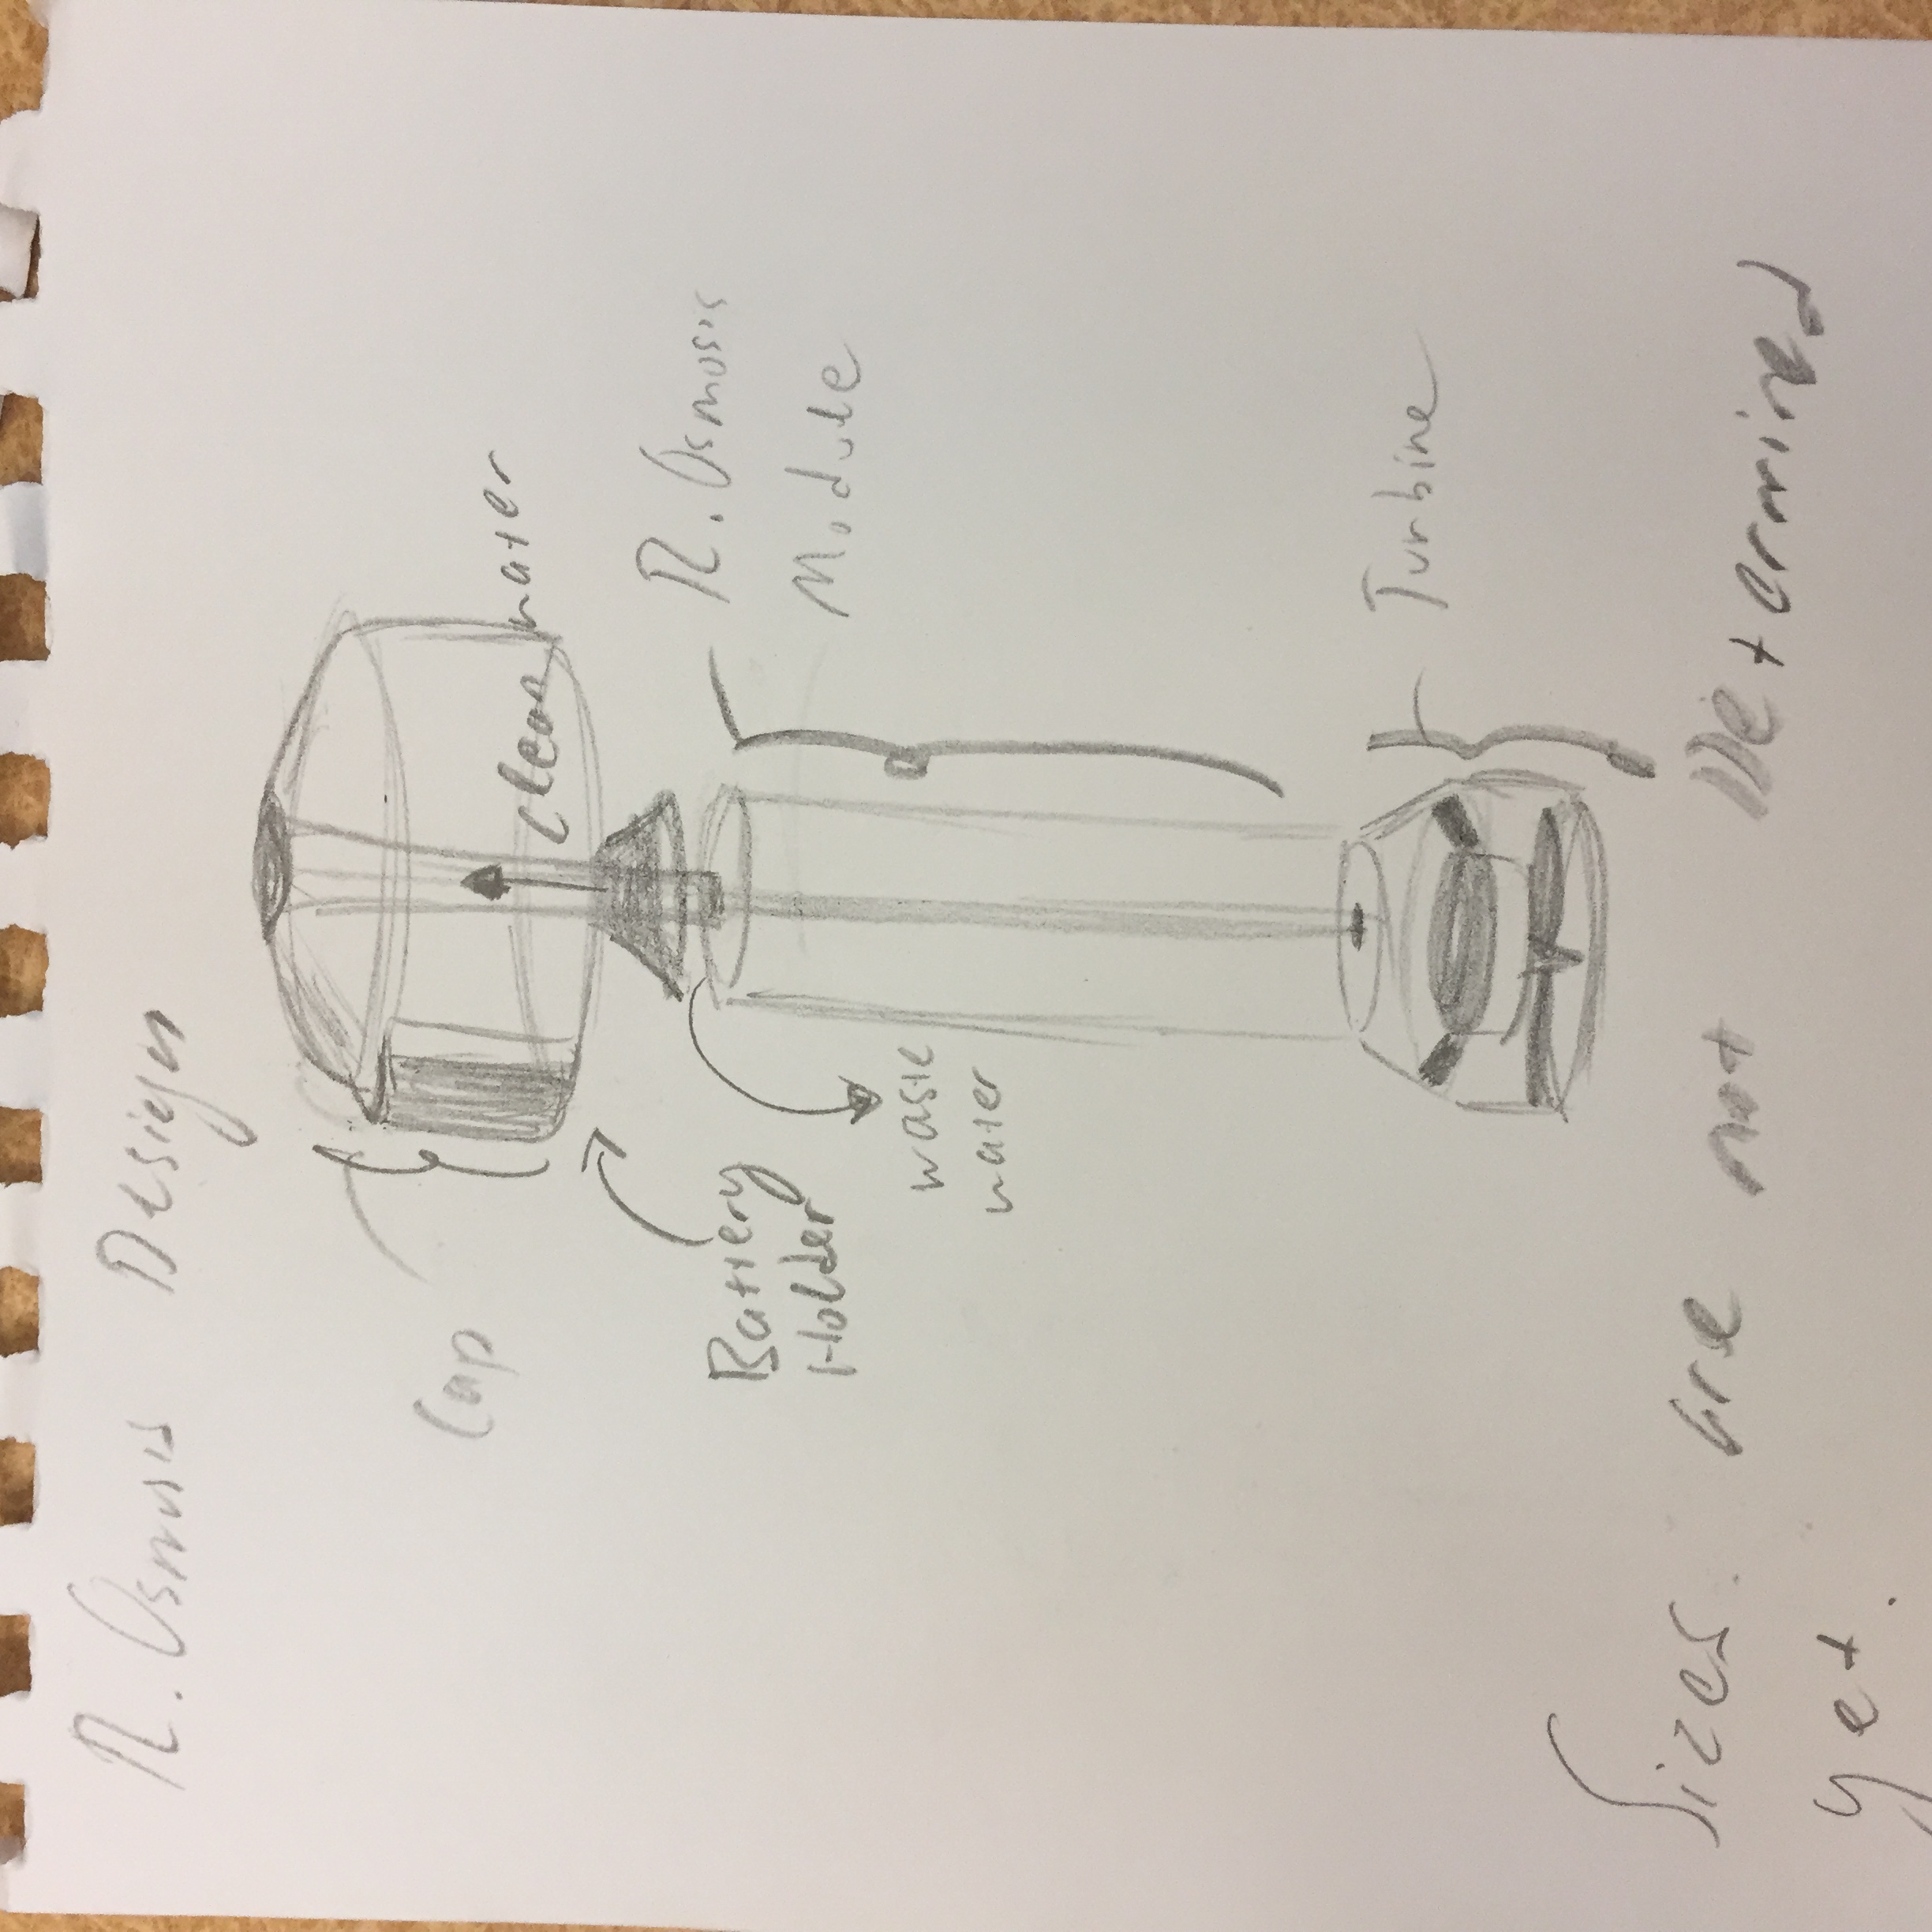 R. Osmosis Design
Cap
clean water
Battery
Holder
R. Osmosis
Module
waste
water
Turbine
Sizes are not Determined
yet.